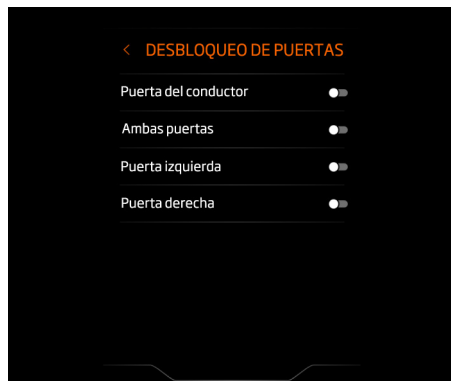 DESBLOQUEO DE PUERTAS
Puerta del conductor
Ambas puertas
Puerta izquierda
Puerta derecha